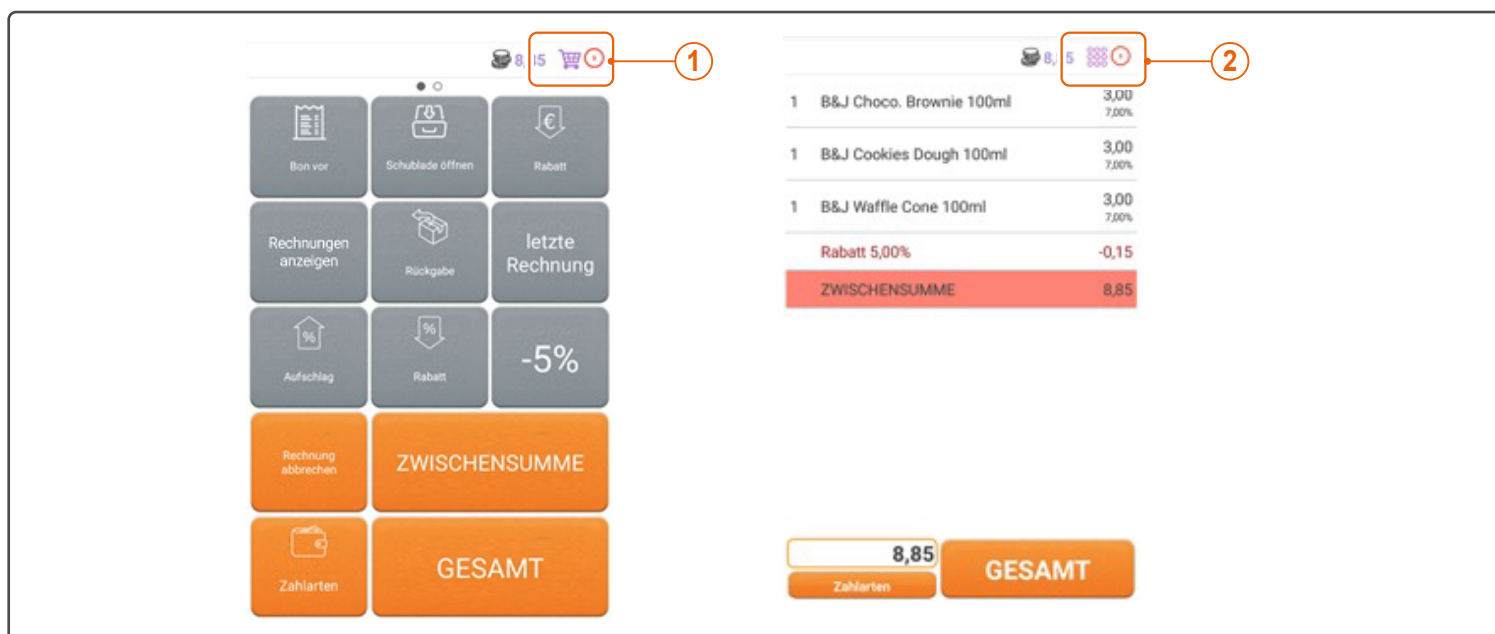 8,85
1
Bon vor
Schublade öffnen
Rabatt
Rechnungen
anzeigen
Rückgabe
letzte
Rechnung
Aufschlag
Rabatt
-5%
Rechnung
abbrechen
ZWISCHENSUMME
Zahlarten
GESAMT
8,85
2
1 B&J Choco. Brownie 100ml 3,00
7,00%
1 B&J Cookies Dough 100ml 3,00
7,00%
1 B&J Waffle Cone 100ml 3,00
7,00%
Rabatt 5,00% -0,15
ZWISCHENSUMME 8,85
8,85
Zahlarten
GESAMT